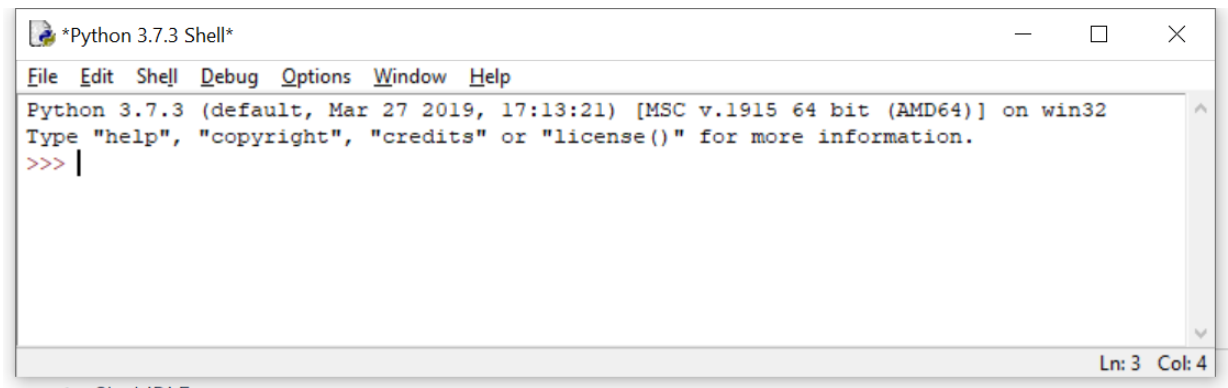 *Python 3.7.3 Shell*
File Edit Shell Debug Options Window Help
Python 3.7.3 (default, Mar 27 2019, 17:13:21) [MSC v.1915 64 bit (AMD64)] on win32
Type "help", "copyright", "credits" or "license()" for more information.
>>>
Ln: 3 Col: 4